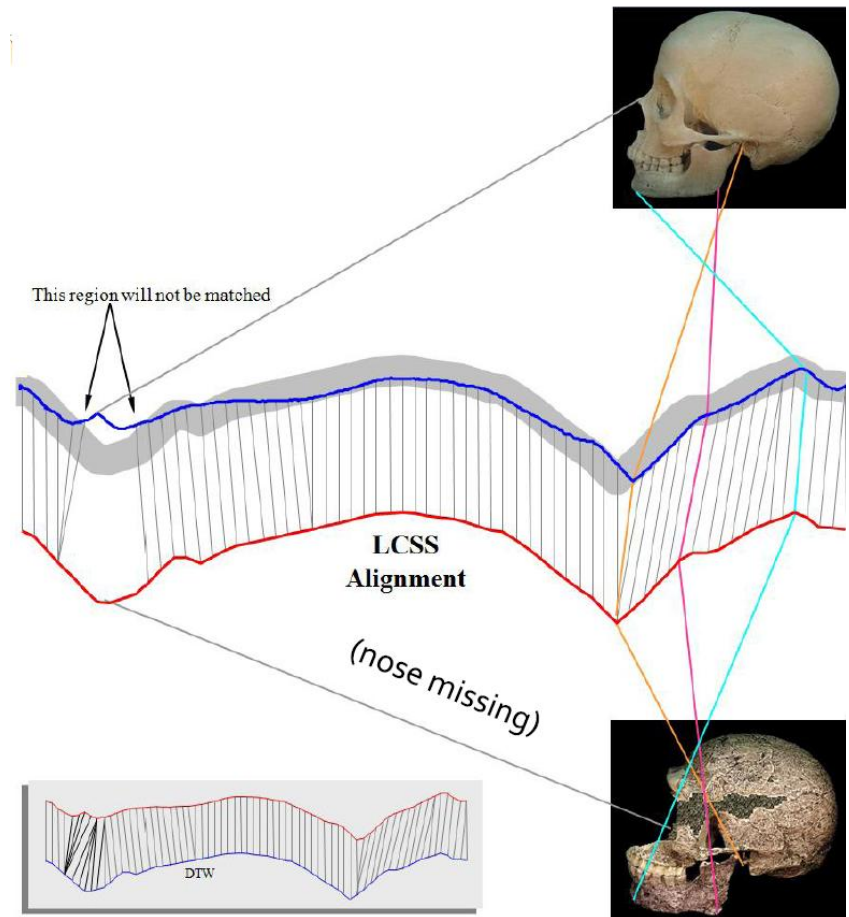 This region will not be matched
LCSS
Alignment
(nose missing)
DTW